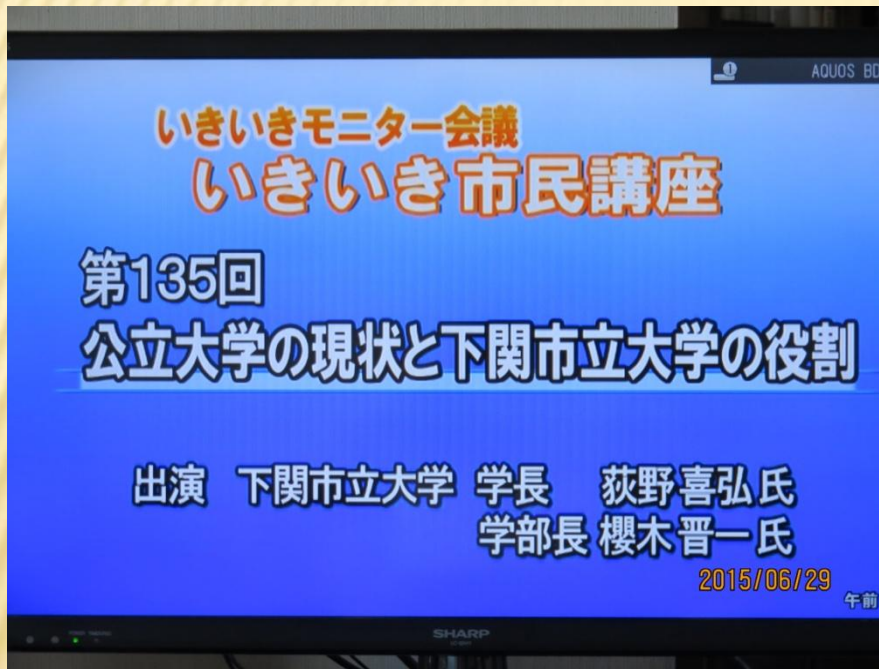 AQUOS BD
いきいきモニター会議
いきいき市民講座
第135回
公立大学の現状と下関市立大学の役割
出演 下関市立大学 学長 荻野喜弘氏
学部長 櫻木晋一氏
2015/06/29
午前
SHARP